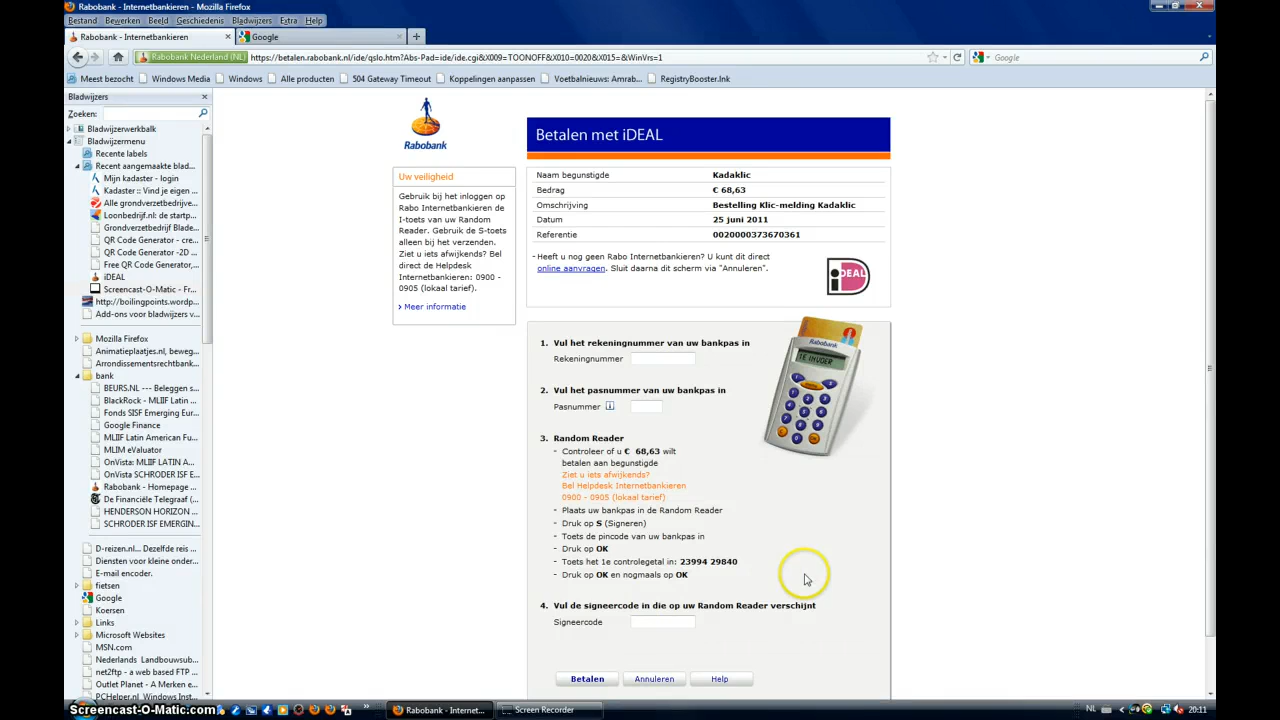 Rabobank - Internetbankieren - Mozilla Firefox
Bestand Bewerken Beeld Geschiedenis Bladwijzers Extra Help
Rabobank - Internetbankieren
Google
Rabobank Nederland (NL)
https://betalen.rabobank.nl/ide/qslo.htm?Abs-Pad=ide/ide.cgi&X009=TOONOFF&X010=0020&X015=&WinVrs=1
Google
Meest bezocht Windows Media Windows Alle producten 504 Gateway Timeout Koppelingen aanpassen Voetbalnieuws: Amrab... RegistryBooster.lnk
Bladwijzers
Zoeken:
Bladwijzerwerkbalk
Bladwijzermenu
Recente labels
Recent aangemaakte blad...
Mijn kadaster - login
Kadaster :: Vind je eigen ...
Alle grondverzetbedrijve...
Loonbedrijf.nl: de startp...
Grondverzetbedrijf Blade...
QR Code Generator - cre...
QR Code Generator -2D ...
Free QR Code Generator,...
iDEAL
Screencast-O-Matic - Fr...
http://boilingpoints.wordp...
Add-ons voor bladwijzers v...
Mozilla Firefox
Animatieplaatjes.nl, beweg...
Arrondissementsrechtbank...
bank
BEURS.NL --- Beleggen s...
BlackRock - MLIIF Emerg...
Fonds SISF Emerging Eur...
Google Finance
MLIIF Latin American Fu...
MLIM eValuator
OnVista: MLIIF LATIN A...
OnVista SCHRODER ISF E...
Rabobank - Homepage ...
De Financiële Telegraaf (...
HENDERSON HORIZON ...
SCHRODER ISF EMERGIN...
D-reizen.nl... Dezelfde reis ...
Diensten voor kleine onder...
E-mail encoder.
fietsen
Google
Koersen
Links
Microsoft Websites
MSN.com
Nederlands Landbouwsub...
net2ftp - a web based FTP ...
Outlet Planet - A Merken e...
PCHelper.nl Windows Inst...
Rabobank
Uw veiligheid
Gebruik bij het inloggen op
Rabo Internetbankieren de
I-toets van uw Random
Reader. Gebruik de S-toets
alleen bij het verzenden.
Ziet u iets afwijkends? Bel
direct de Helpdesk
Internetbankieren: 0900 -
0905 (lokaal tarief).
Meer informatie
Betalen met iDEAL
Naam begunstigde Kadaklic
Bedrag € 68,63
Omschrijving Bestelling Klic-melding Kadaklic
Datum 25 juni 2011
Referentie 0020000373670361
- Heeft u nog geen Rabo Internetbankieren? U kunt dit direct
online aanvragen. Sluit daarna dit scherm via "Annuleren".
iDEAL
1. Vul het rekeningnummer van uw bankpas in
Rekeningnummer
2. Vul het pasnummer van uw bankpas in
Pasnummer i
3. Random Reader
- Controleer of u € 68,63 wilt
betalen aan begunstigde
Ziet u iets afwijkends?
Bel Helpdesk Internetbankieren
0900 - 0905 (lokaal tarief)
- Plaats uw bankpas in de Random Reader
- Druk op S (Signeren)
- Toets de pincode van uw bankpas in
- Druk op OK
- Toets het 1e controlegetal in: 23994 29840
- Druk op OK en nogmaals op OK
4. Vul de signeercode in die op uw Random Reader verschijnt
Signeercode
Betalen Annuleren Help
Rabobank
Screencast-O-Matic.com
Rabobank - Internet...
Screen Recorder
NL
20:11